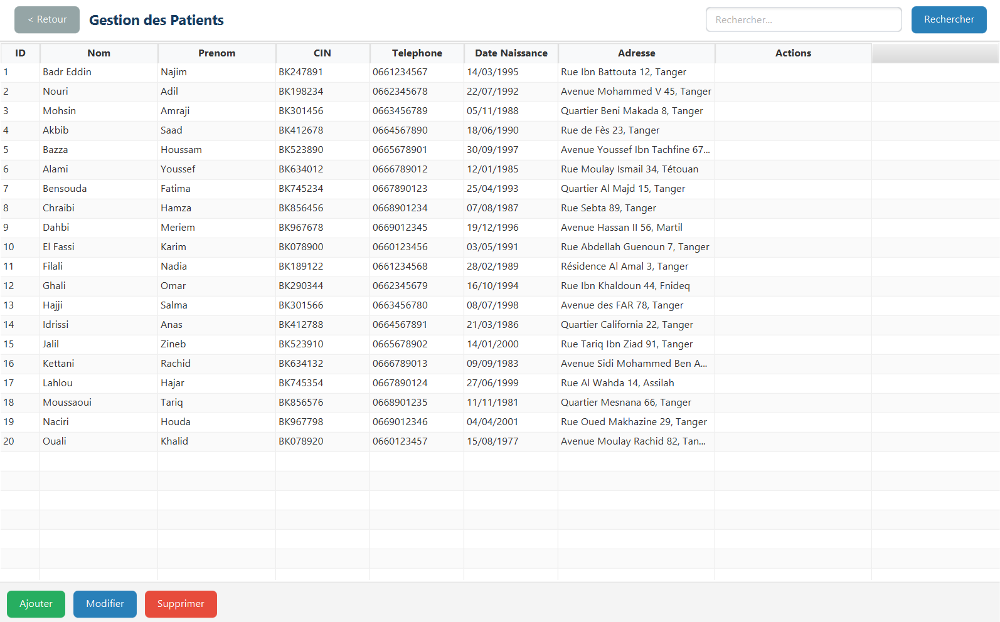 < Retour Gestion des Patients Rechercher... Rechercher
ID Nom Prenom CIN Telephone Date Naissance Adresse Actions
1 Badr Eddin Najim BK247891 0661234567 14/03/1995 Rue Ibn Battouta 12, Tanger
2 Nouri Adil BK198234 0662345678 22/07/1992 Avenue Mohammed V 45, Tanger
3 Mohsin Amraji BK301456 0663456789 05/11/1988 Quartier Beni Makada 8, Tanger
4 Akbib Saad BK412678 0664567890 18/06/1990 Rue de Fès 23, Tanger
5 Bazza Houssam BK523890 0665678901 30/09/1997 Avenue Youssef Ibn Tachfine 67...
6 Alami Youssef BK634012 0666789012 12/01/1985 Rue Moulay Ismail 34, Tétouan
7 Bensouda Fatima BK745234 0667890123 25/04/1993 Quartier Al Majd 15, Tanger
8 Chraibi Hamza BK856456 0668901234 07/08/1987 Rue Sebta 89, Tanger
9 Dahbi Meriem BK967678 0669012345 19/12/1996 Avenue Hassan II 56, Martil
10 El Fassi Karim BK078900 0660123456 03/05/1991 Rue Abdellah Guenoun 7, Tanger
11 Filali Nadia BK189122 0661234568 28/02/1989 Résidence Al Amal 3, Tanger
12 Ghali Omar BK290344 0662345679 16/10/1994 Rue Ibn Khaldoun 44, Fnideq
13 Hajji Salma BK301566 0663456780 08/07/1998 Avenue des FAR 78, Tanger
14 Idrissi Anas BK412788 0664567891 21/03/1986 Quartier California 22, Tanger
15 Jalil Zineb BK523910 0665678902 14/01/2000 Rue Tariq Ibn Ziad 91, Tanger
16 Kettani Rachid BK634132 0666789013 09/09/1983 Avenue Sidi Mohammed Ben A...
17 Lahlou Hajar BK745354 0667890124 27/06/1999 Rue Al Wahda 14, Assilah
18 Moussaoui Tariq BK856576 0668901235 11/11/1981 Quartier Mesnana 66, Tanger
19 Naciri Houda BK967798 0669012346 04/04/2001 Rue Oued Makhazine 29, Tanger
20 Ouali Khalid BK078920 0660123457 15/08/1977 Avenue Moulay Rachid 82, Tan...
Ajouter Modifier Supprimer